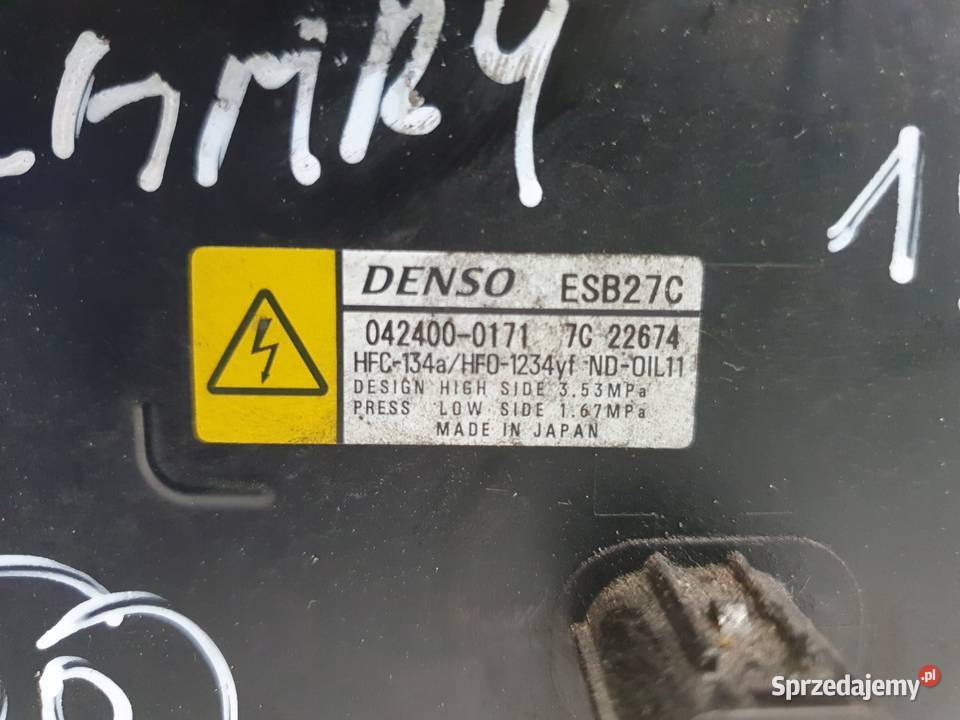 CAMRY
1
DENSO ESB27C
042400-0171 7C 22674
HFC-134a/HFO-1234yf ND-OIL11
DESIGN HIGH SIDE 3.53MPa
PRESS LOW SIDE 1.67MPa
MADE IN JAPAN
Sprzedajemy.pl